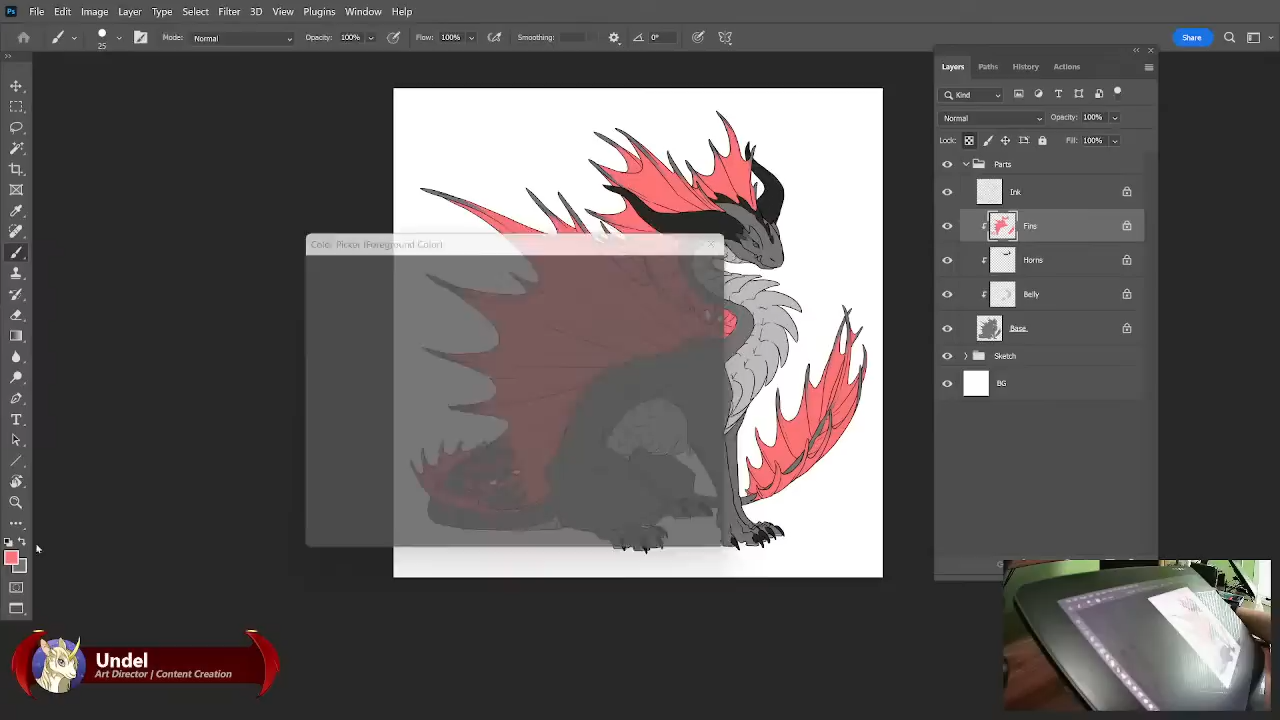 Ps File Edit Image Layer Type Select Filter 3D View Plugins Window Help
25 Mode: Normal Opacity: 100% Flow: 100% Smoothing: 0° Share
Layers Paths History Actions
Kind
Normal Opacity: 100%
Lock: Fill: 100%
Parts
Ink
Fins
Horns
Belly
Base
Sketch
BG
Color Picker (Foreground Color)
Undel
Art Director | Content Creation